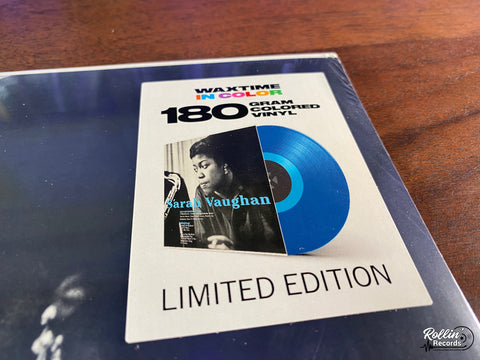 WAXTIME
IN COLOR
180 GRAM
COLORED
VINYL
Sarah Vaughan
LIMITED EDITION
Rollin'
Records